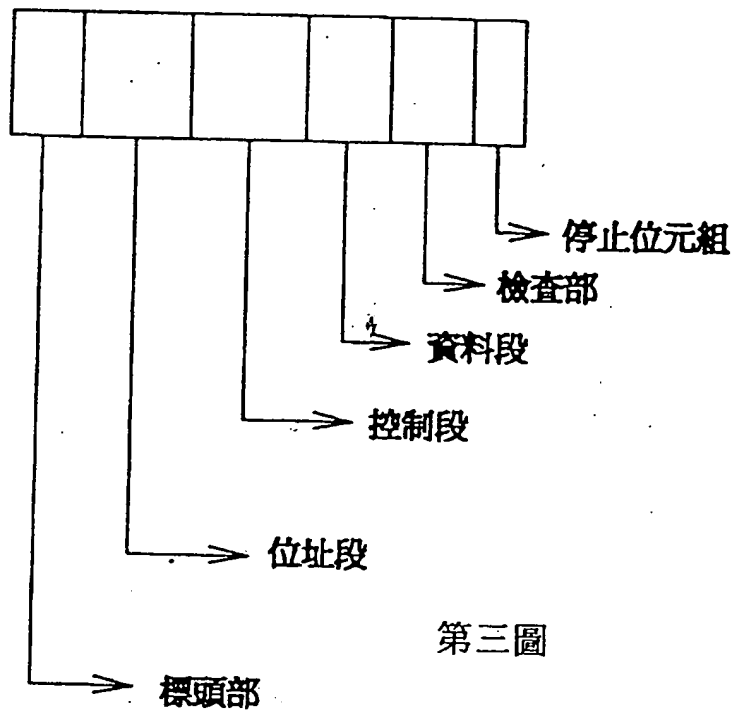 停止位元組
檢查部
資料段
控制段
位址段
第三圖
標頭部